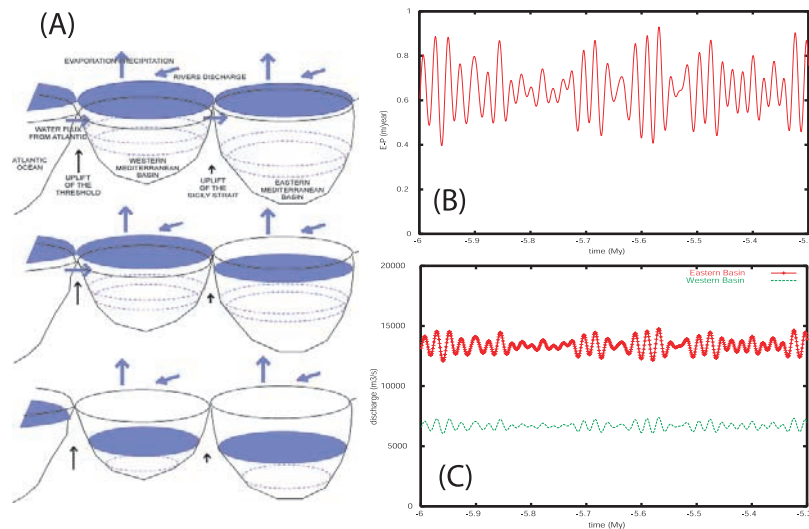 (A)
EVAPORATION PRECIPITATION
RIVERS DISCHARGE
WATER FLUX
FROM ATLANTIC
ATLANTIC
OCEAN
UPLIFT
OF THE
THRESHOLD
WESTERN
MEDITERRANEAN
BASIN
UPLIFT
OF THE
SICILY STRAIT
EASTERN
MEDITERRANEAN
BASIN
1
0.8
0.6
0.4
0.2
0
E-P (m/year)
(B)
-6
-5.9
-5.8
-5.7
-5.6
-5.5
-5.4
-5.
time (My)
20000
15000
10000
5000
0
discharge (m3/s)
Eastern Basin
Western Basin
(C)
-6
-5.9
-5.8
-5.7
-5.6
-5.5
-5.4
-5.3
time (My)